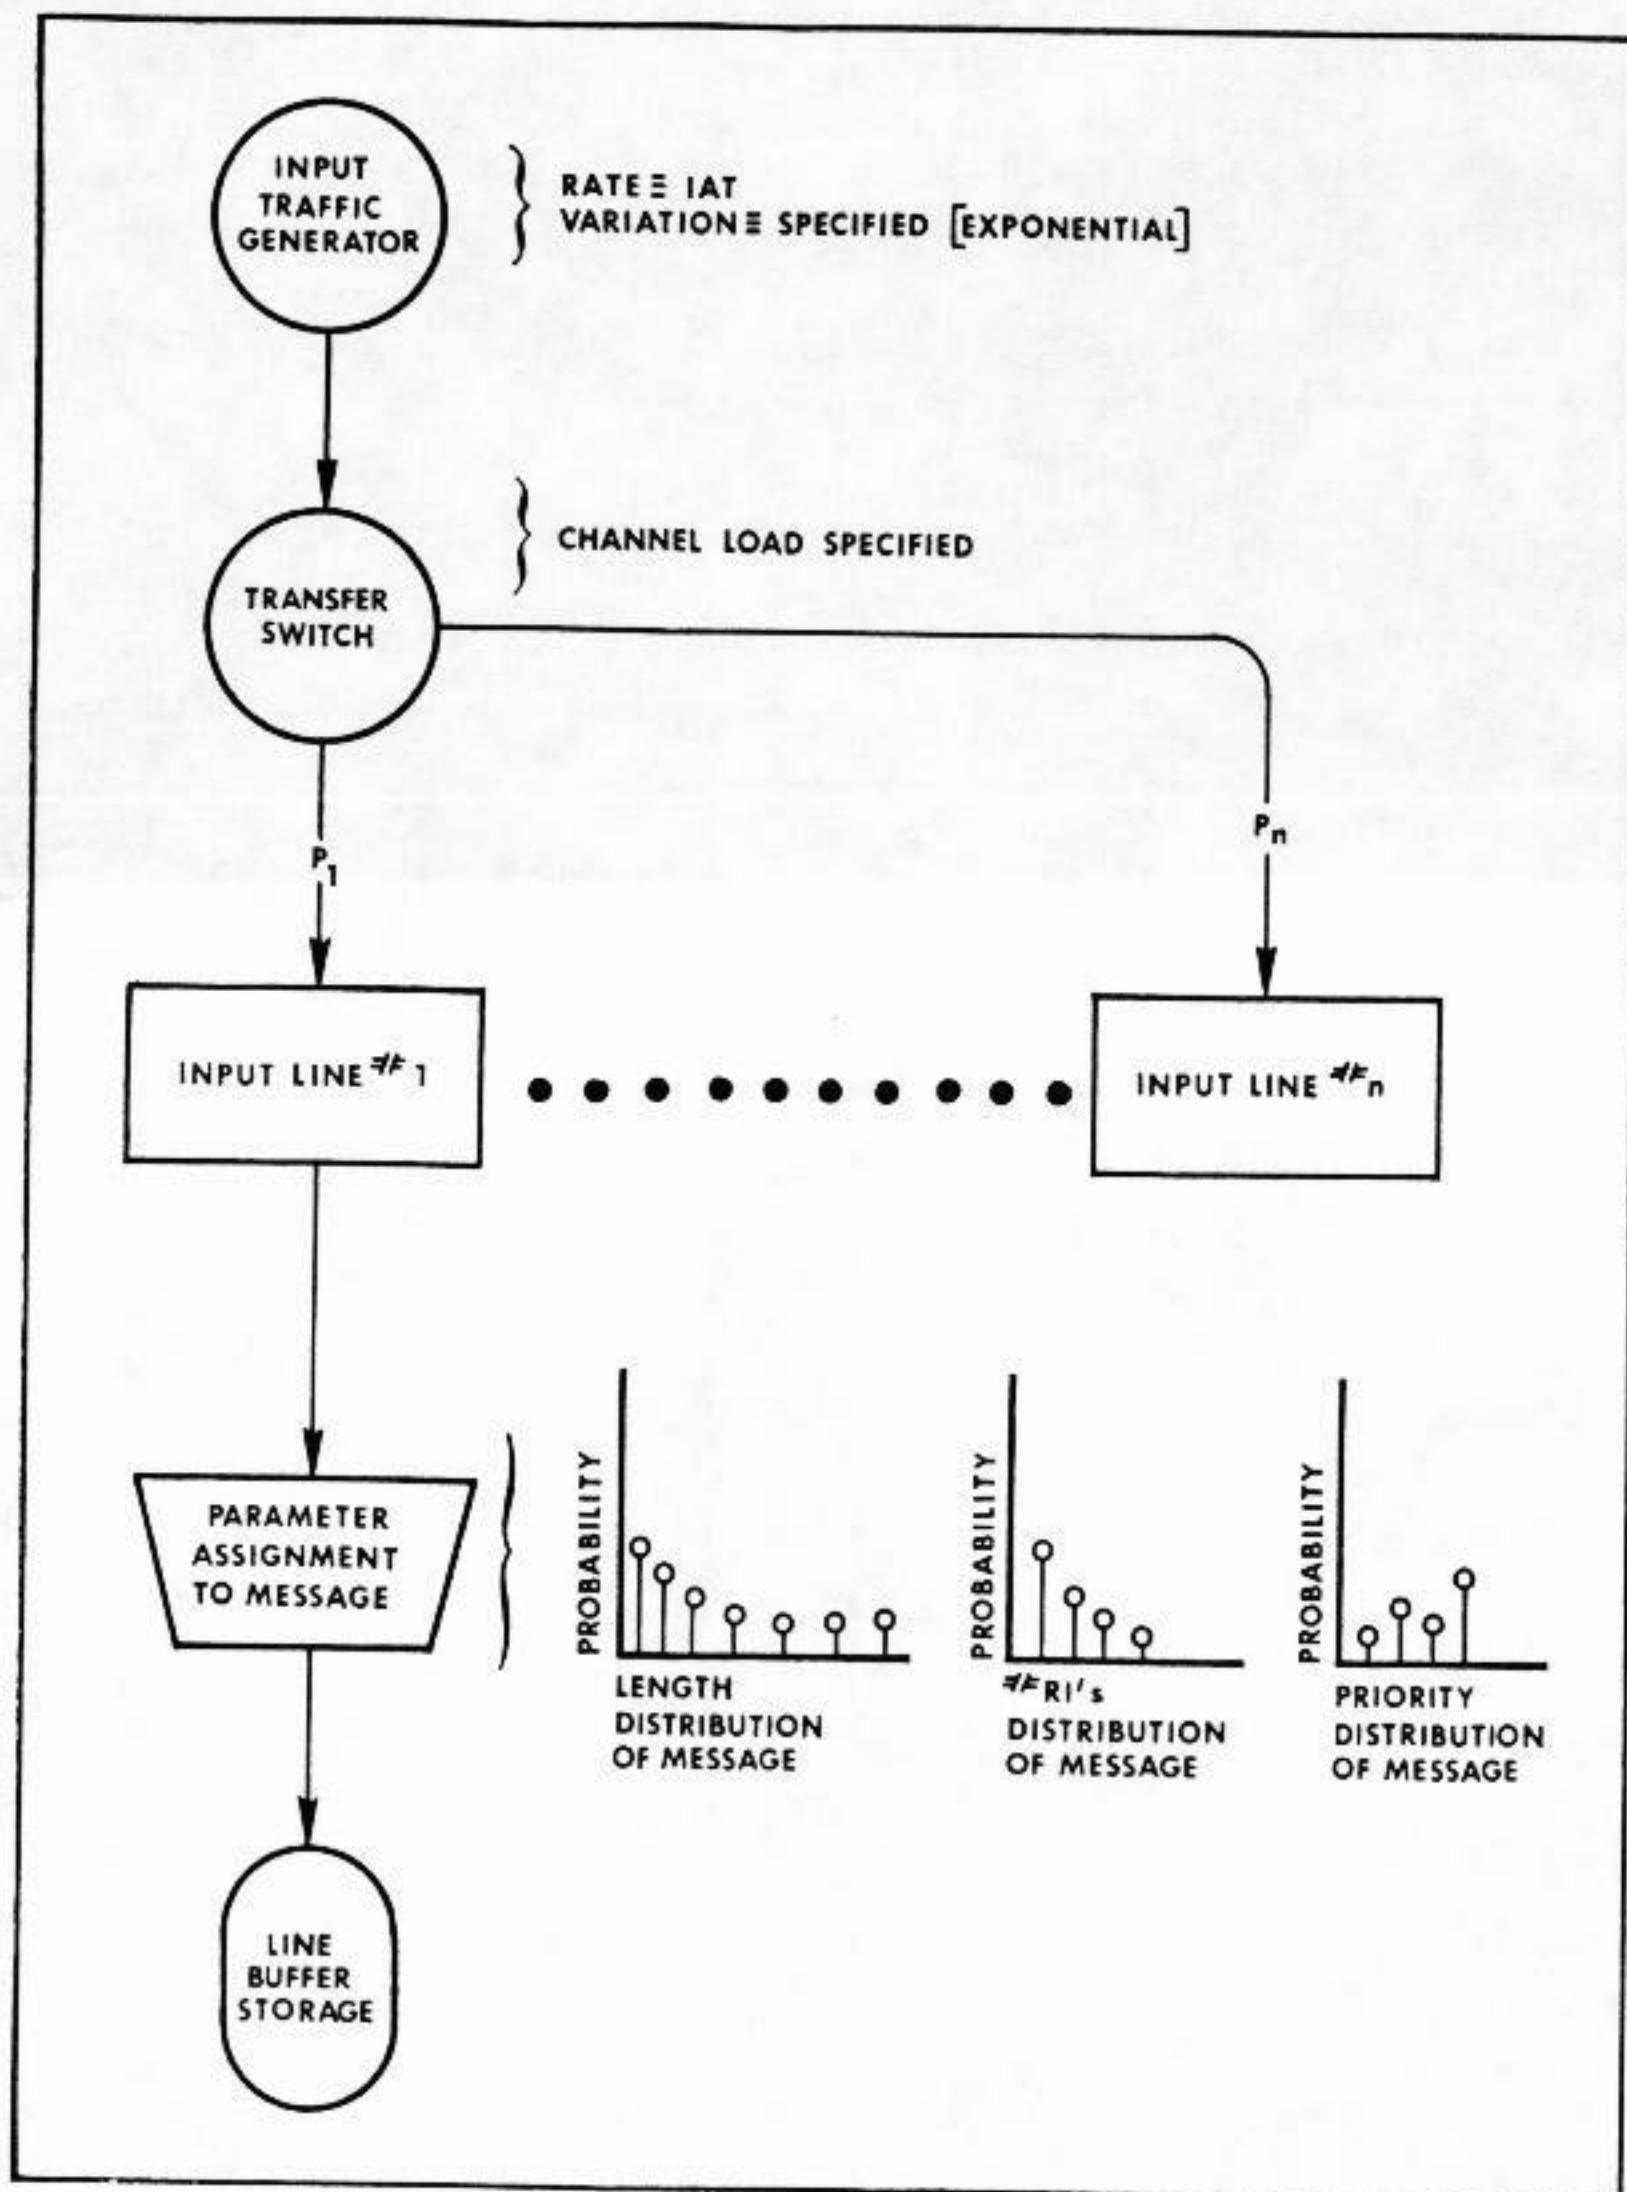 INPUT
TRAFFIC
GENERATOR
RATE ≡ IAT
VARIATION ≡ SPECIFIED [EXPONENTIAL]
CHANNEL LOAD SPECIFIED
TRANSFER
SWITCH
P1
Pn
INPUT LINE # 1
INPUT LINE # n
PARAMETER
ASSIGNMENT
TO MESSAGE
PROBABILITY
LENGTH
DISTRIBUTION
OF MESSAGE
PROBABILITY
# RI's
DISTRIBUTION
OF MESSAGE
PROBABILITY
PRIORITY
DISTRIBUTION
OF MESSAGE
LINE
BUFFER
STORAGE